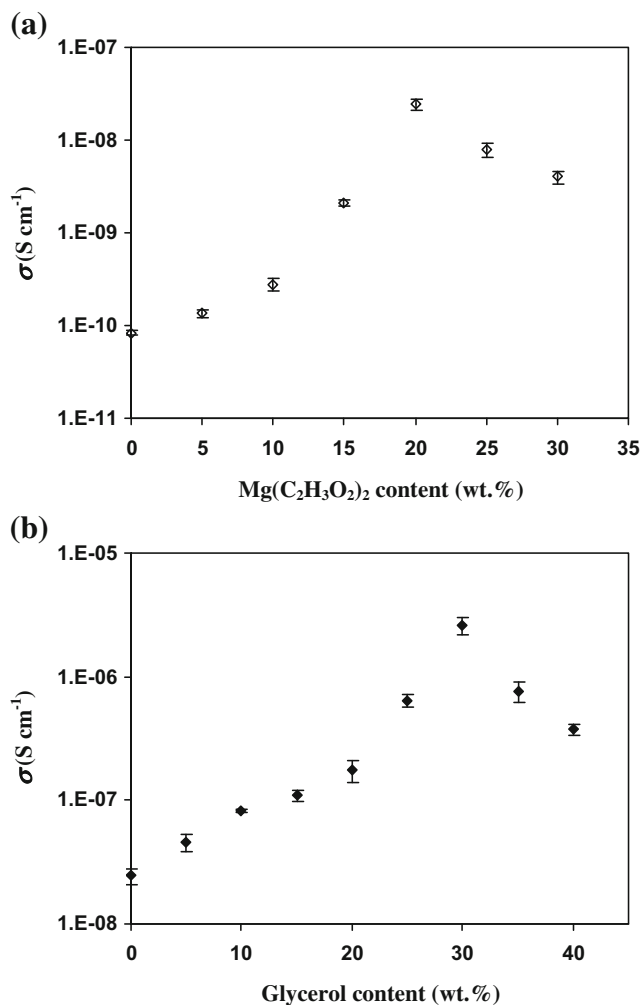 (a)
1.E-07
1.E-08
1.E-09
1.E-10
1.E-11
σ(S cm⁻¹)
0 5 10 15 20 25 30 35
Mg(C₂H₃O₂)₂ content (wt.%)
(b)
1.E-05
1.E-06
1.E-07
1.E-08
σ(S cm⁻¹)
0 10 20 30 40
Glycerol content (wt.%)